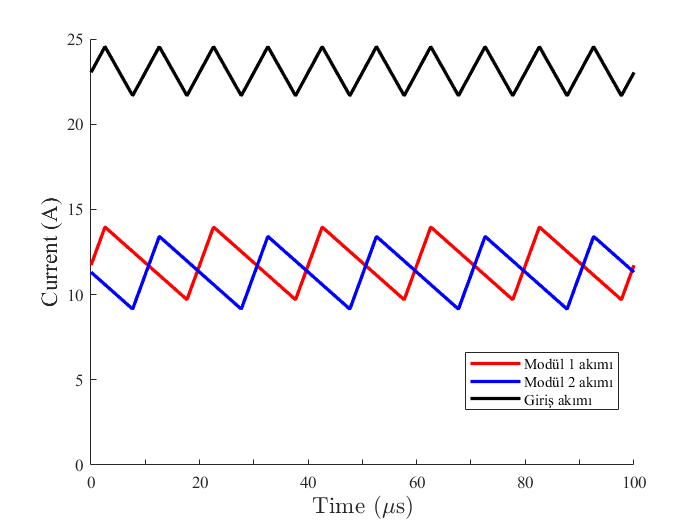 25
20
15
10
5
0
Current (A)
0 20 40 60 80 100
Time (μs)
Modül 1 akımı
Modül 2 akımı
Giriş akımı